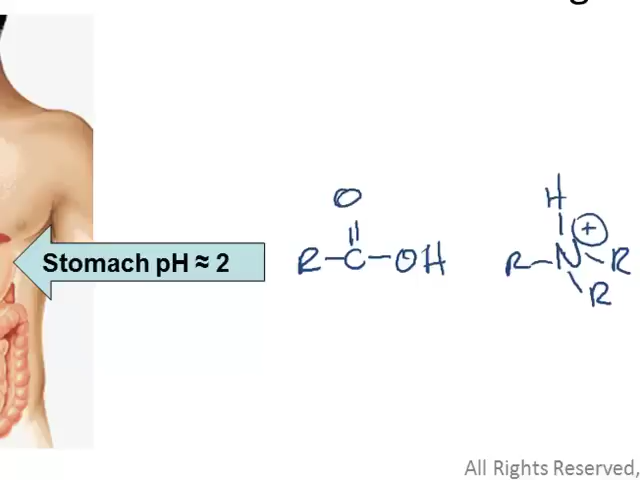 Stomach pH ≈ 2
O
R-C-OH
H
R-N-R
+
R
All Rights Reserved,